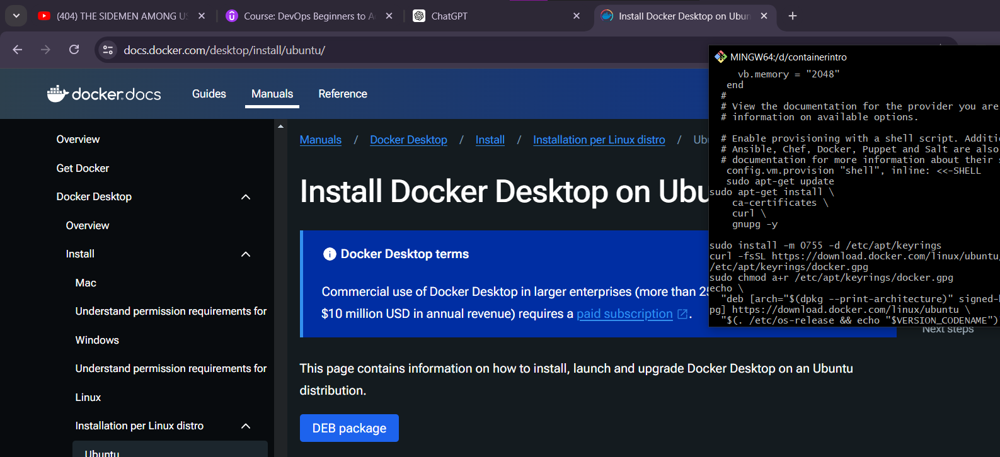 (404) THE SIDEMEN AMONG US
Course: DevOps Beginners to A
ChatGPT
Install Docker Desktop on Ubun
docs.docker.com/desktop/install/ubuntu/
docker.docs
Guides
Manuals
Reference
Overview
Get Docker
Docker Desktop
Overview
Install
Mac
Understand permission requirements for
Windows
Understand permission requirements for
Linux
Installation per Linux distro
Ubuntu
Manuals / Docker Desktop / Install / Installation per Linux distro / Ubu
Install Docker Desktop on Ubu
Docker Desktop terms
Commercial use of Docker Desktop in larger enterprises (more than 25
$10 million USD in annual revenue) requires a paid subscription.
This page contains information on how to install, launch and upgrade Docker Desktop on an Ubuntu
distribution.
DEB package
Next steps
MINGW64:/d/containerintro
vb.memory = "2048"
end
#
# View the documentation for the provider you are
# information on available options.
# Enable provisioning with a shell script. Additi
# Ansible, Chef, Docker, Puppet and Salt are also
# documentation for more information about their s
config.vm.provision "shell", inline: <<-SHELL
sudo apt-get update
sudo apt-get install \
ca-certificates \
curl \
gnupg -y
sudo install -m 0755 -d /etc/apt/keyrings
curl -fsSL https://download.docker.com/linux/ubuntu/
/etc/apt/keyrings/docker.gpg
sudo chmod a+r /etc/apt/keyrings/docker.gpg
echo \
"deb [arch="$(dpkg --print-architecture)" signed-b
pg] https://download.docker.com/linux/ubuntu \
"$(. /etc/os-release && echo "$VERSION_CODENAME")